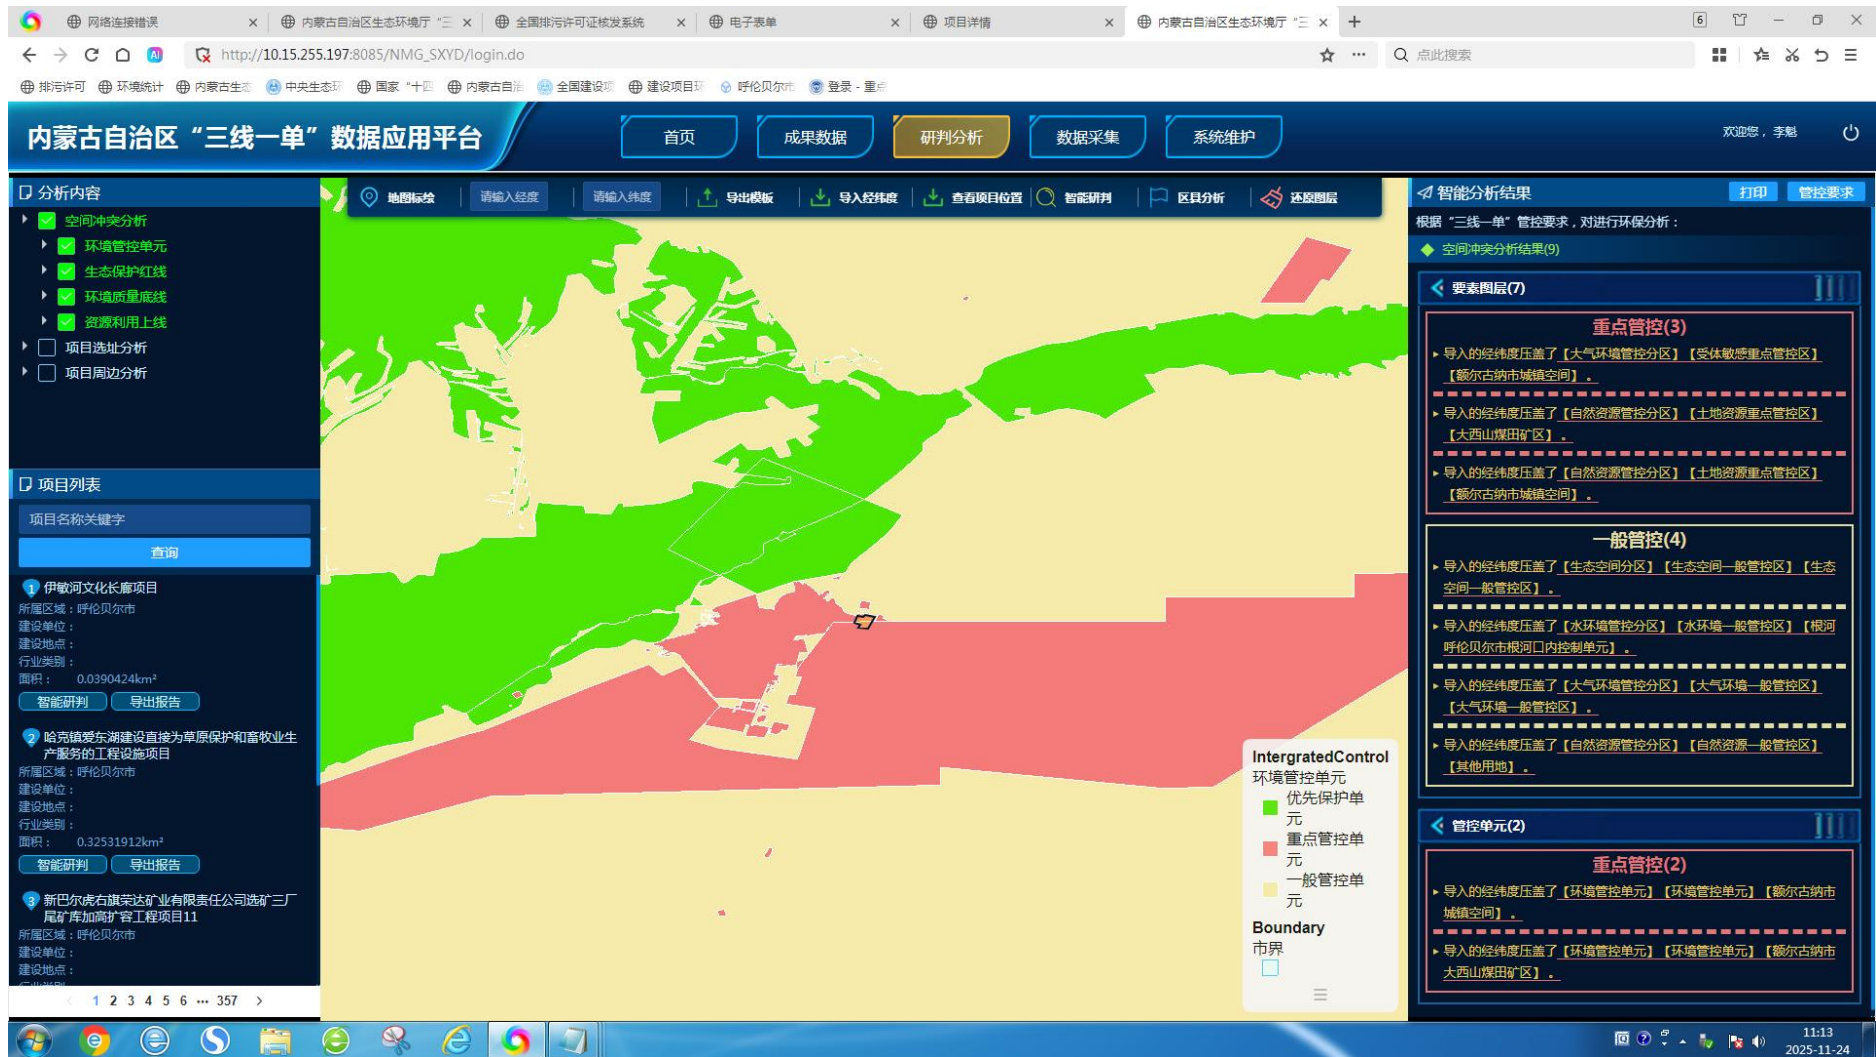 网络连接错误
内蒙古自治区生态环境厅 “三
全国排污许可证核发系统
电子表单
项目详情
内蒙古自治区生态环境厅 “三
6
AI
http://10.15.255.197:8085/NMG_SXYD/login.do
点此搜索
排污许可
环境统计
内蒙古生态
中央生态环
国家 “十四
内蒙古自治
全国建设项
建设项目环
呼伦贝尔市
登录 - 重点
内蒙古自治区 “三线一单” 数据应用平台
首页
成果数据
研判分析
数据采集
系统维护
欢迎您， 李魁
分析内容
空间冲突分析
环境管控单元
生态保护红线
环境质量底线
资源利用上线
项目选址分析
项目周边分析
项目列表
项目名称关键字
查询
1 伊敏河文化长廊项目
所属区域：呼伦贝尔市
建设单位：
建设地点：
行业类别：
面积： 0.0390424km²
智能研判 导出报告
2 哈克镇爱东湖建设直接为草原保护和畜牧业生
产服务的工程设施项目
所属区域：呼伦贝尔市
建设单位：
建设地点：
行业类别：
面积： 0.32531912km²
智能研判 导出报告
3 新巴尔虎右旗荣达矿业有限责任公司选矿三厂
尾矿库加高扩容工程项目11
所属区域：呼伦贝尔市
建设单位：
建设地点：
< 1 2 3 4 5 6 ··· 357 >
地图标绘
请输入经度
请输入纬度
导出模板
导入经纬度
查看项目位置
智能研判
区县分析
还原图层
IntergratedControl
环境管控单元
优先保护单
元
重点管控单
元
一般管控单
元
Boundary
市界
智能分析结果
打印
管控要求
根据 “三线一单” 管控要求，对进行环保分析：
空间冲突分析结果(9)
要素图层(7)
重点管控(3)
导入的经纬度压盖了【大气环境管控分区】【受体敏感重点管控区】
【额尔古纳市城镇空间】 。
导入的经纬度压盖了【自然资源管控分区】【土地资源重点管控区】
【大西山煤田矿区】 。
导入的经纬度压盖了【自然资源管控分区】【土地资源重点管控区】
【额尔古纳市城镇空间】 。
一般管控(4)
导入的经纬度压盖了【生态空间分区】【生态空间一般管控区】【生态
空间一般管控区】 。
导入的经纬度压盖了【水环境管控分区】【水环境一般管控区】【根河
呼伦贝尔市根河口内控制单元】 。
导入的经纬度压盖了【大气环境管控分区】【大气环境一般管控区】
【大气环境一般管控区】 。
导入的经纬度压盖了【自然资源管控分区】【自然资源一般管控区】
【其他用地】 。
管控单元(2)
重点管控(2)
导入的经纬度压盖了【环境管控单元】【环境管控单元】【额尔古纳市
城镇空间】 。
导入的经纬度压盖了【环境管控单元】【环境管控单元】【额尔古纳市
大西山煤田矿区】 。
11:13
2025-11-24